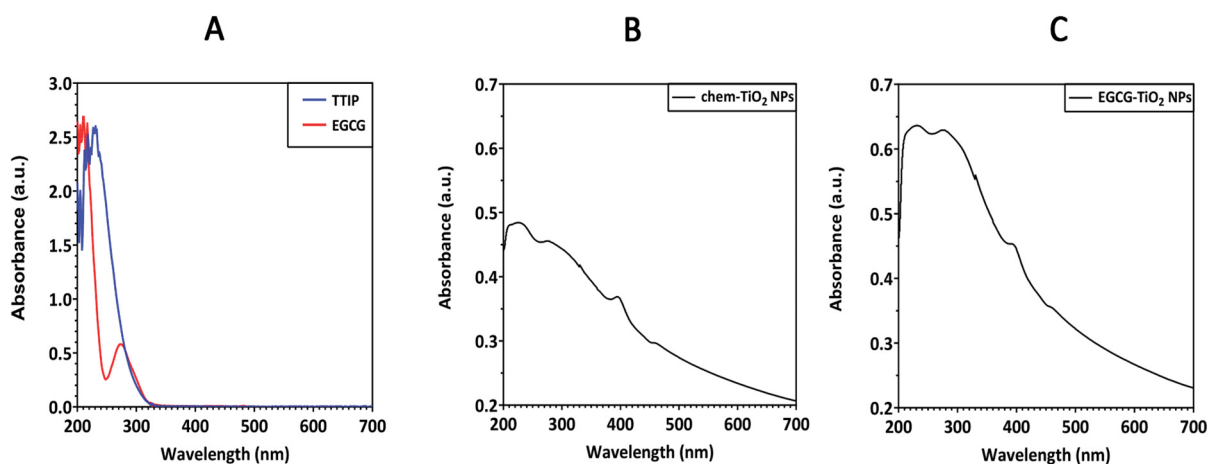 A
B
C
3.0
2.5
2.0
1.5
1.0
0.5
0.0
Absorbance (a.u.)
TTIP
EGCG
200 300 400 500 600 700
Wavelength (nm)
0.7
0.6
0.5
0.4
0.3
0.2
Absorbance (a.u.)
chem-TiO₂ NPs
200 300 400 500 600 700
Wavelength (nm)
0.7
0.6
0.5
0.4
0.3
0.2
Absorbance (a.u.)
EGCG-TiO₂ NPs
200 300 400 500 600 700
Wavelength (nm)